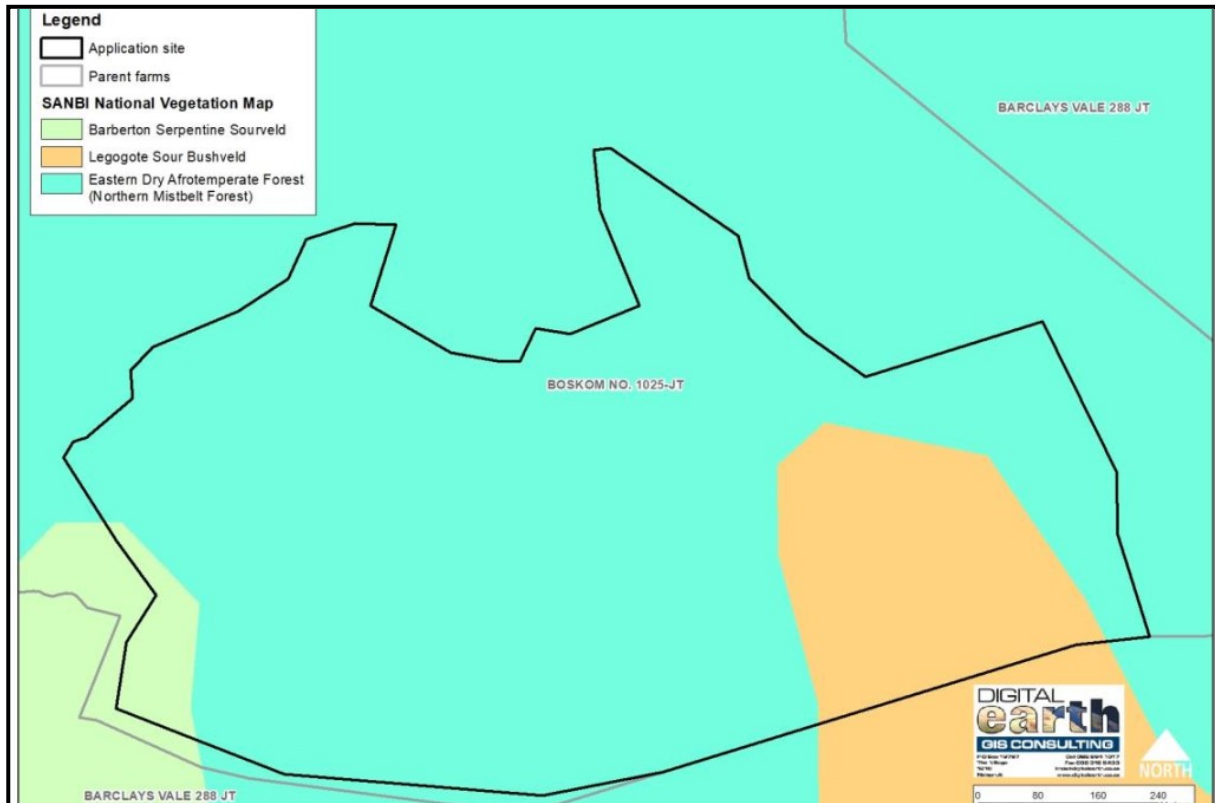 Legend
Application site
Parent farms
SANBI National Vegetation Map
Barberton Serpentine Sourveld
Legogote Sour Bushveld
Eastern Dry Afrotemperate Forest
(Northern Mistbelt Forest)
BARCLAYS VALE 288 JT
BOSKOM NO. 1025-JT
BARCLAYS VALE 288 JT
DIGITAL
earth
GIS CONSULTING
The Village
NORTH
0 80 160 240